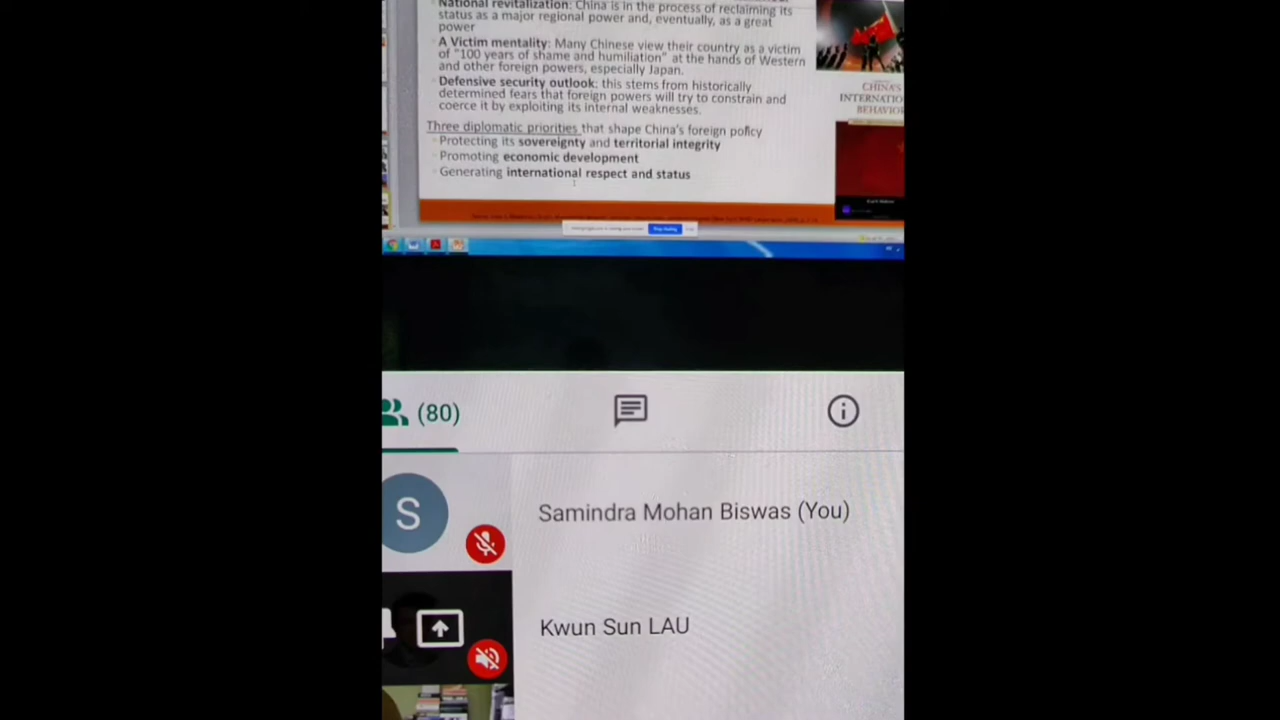 National revitalization: China is in the process of reclaiming its
status as a major regional power and, eventually, as a great
power
A Victim mentality: Many Chinese view their country as a victim
of "100 years of shame and humiliation" at the hands of Western
and other foreign powers, especially Japan.
Defensive security outlook: this stems from historically
determined fears that foreign powers will try to constrain and
coerce it by exploiting its internal weaknesses.
Three diplomatic priorities that shape China's foreign policy
Protecting its sovereignty and territorial integrity
Promoting economic development
Generating international respect and status
CHINA'S
INTERNATIO
BEHAVIOR
Stop sharing
(80)
S
Samindra Mohan Biswas (You)
Kwun Sun LAU